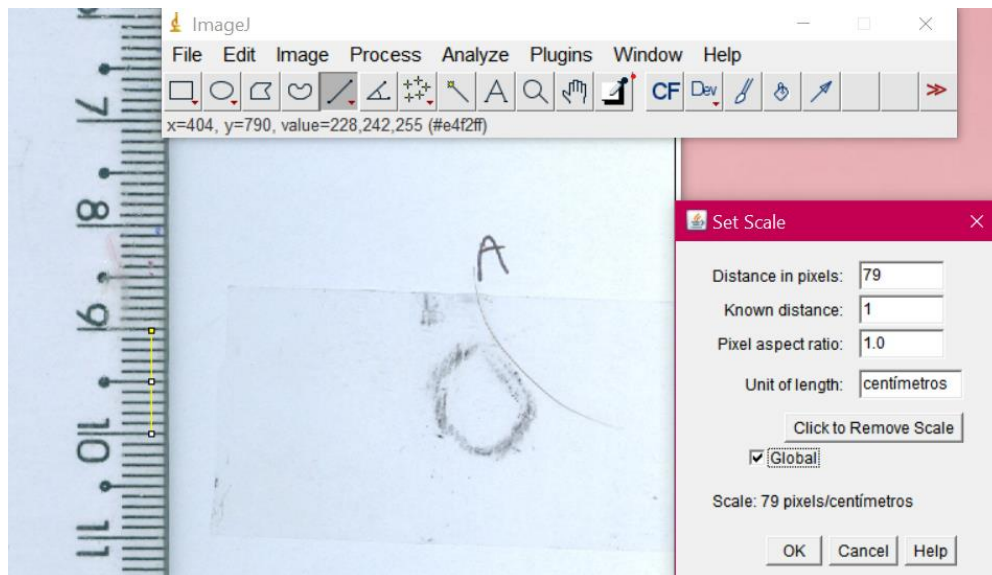 ImageJ
File Edit Image Process Analyze Plugins Window Help
A CF Dev >>
x=404, y=790, value=228,242,255 (#e4f2ff)
7
8
9
10
11
A
Set Scale
Distance in pixels: 79
Known distance: 1
Pixel aspect ratio: 1.0
Unit of length: centímetros
Click to Remove Scale
Global
Scale: 79 pixels/centímetros
OK Cancel Help